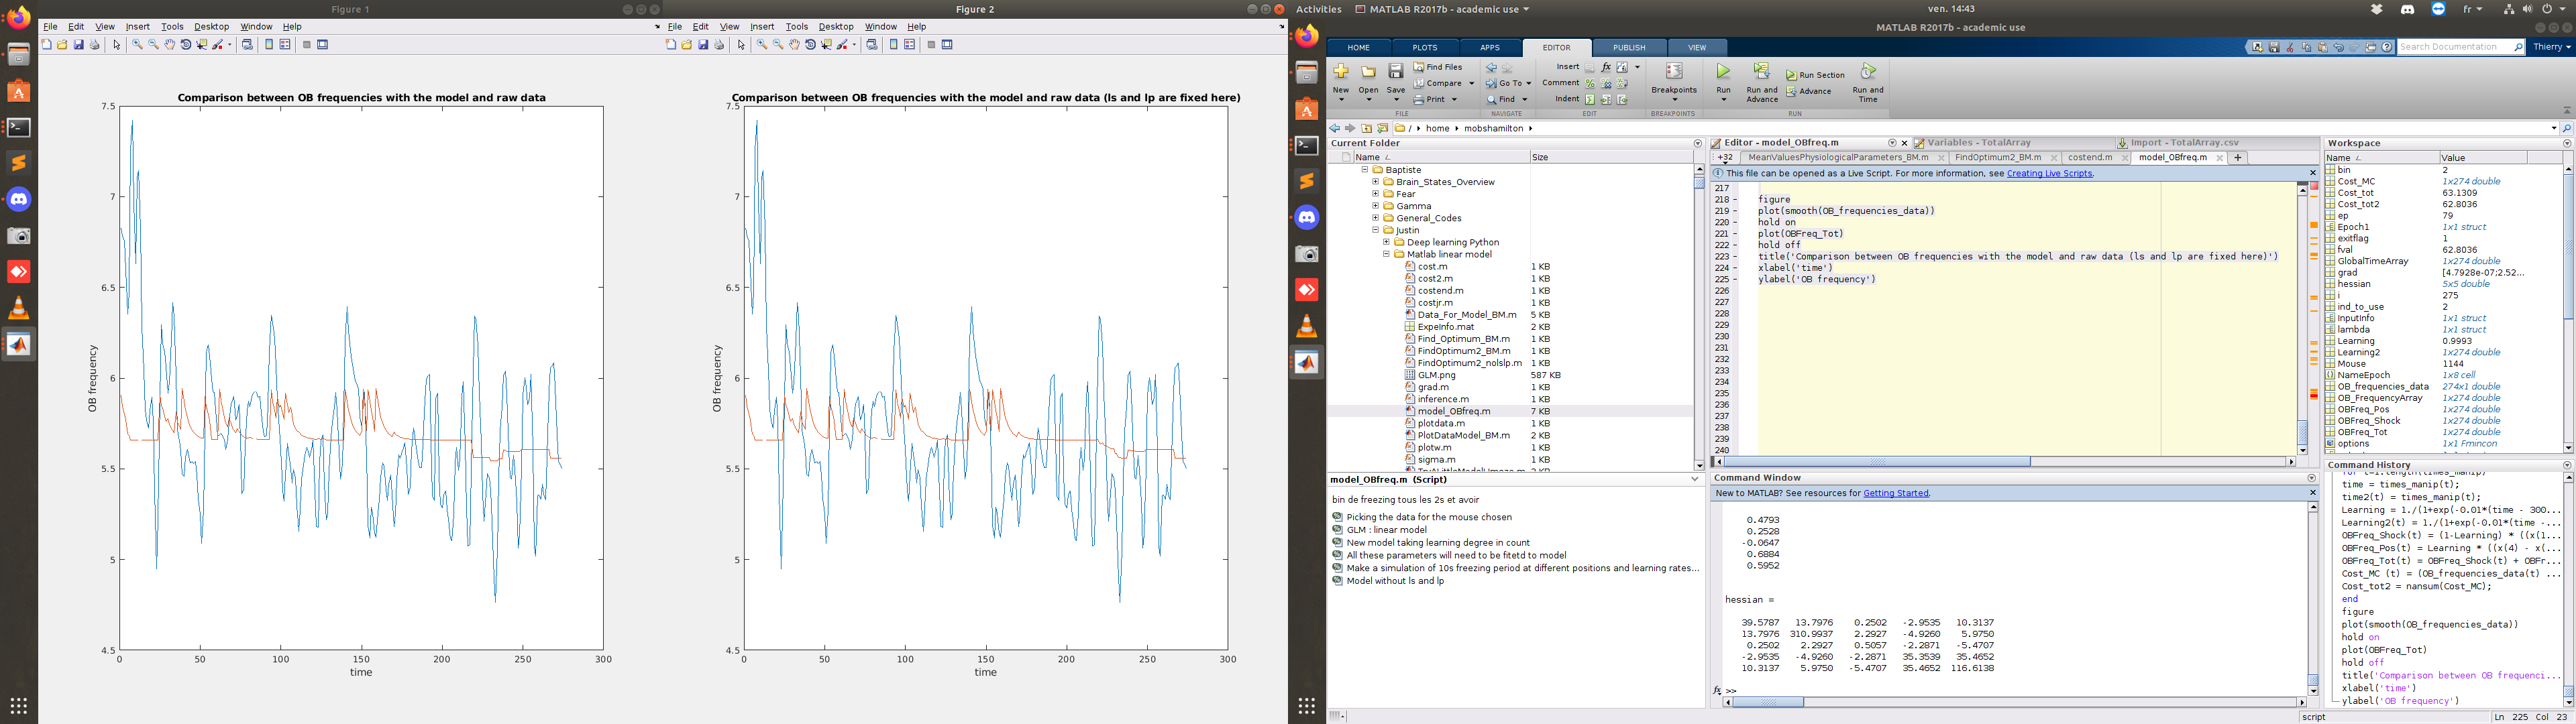 Figure 1
File Edit View Insert Tools Desktop Window Help
Comparison between OB frequencies with the model and raw data
7.5
7
6.5
6
5.5
5
4.5
OB frequency
0 50 100 150 200 250 300
time
Figure 2
File Edit View Insert Tools Desktop Window Help
Comparison between OB frequencies with the model and raw data (ls and lp are fixed here)
7.5
7
6.5
6
5.5
5
4.5
OB frequency
0 50 100 150 200 250 300
time
Activities MATLAB R2017b - academic use
ven. 14:43
fr
MATLAB R2017b - academic use
HOME PLOTS APPS EDITOR PUBLISH VIEW
Search Documentation
Thierry
New Open Save
Find Files
Compare
Print
Go To
Find
Insert
Comment
Indent
Breakpoints
Run
Run and Advance
Run Section
Advance
Run and Time
FILE NAVIGATE EDIT BREAKPOINTS RUN
/ home mobshamilton
Current Folder
Name Size
Baptiste
Brain_States_Overview
Fear
Gamma
General_Codes
Justin
Deep learning Python
Matlab linear model
cost.m 1 KB
cost2.m 1 KB
costend.m 1 KB
costjr.m 1 KB
Data_For_Model_BM.m 5 KB
ExpeInfo.mat 2 KB
Find_Optimum_BM.m 1 KB
FindOptimum2_BM.m 1 KB
FindOptimum2_nolslp.m 1 KB
GLM.png 587 KB
grad.m 1 KB
inference.m 1 KB
model_OBfreq.m 7 KB
plotdata.m 1 KB
PlotDataModel_BM.m 2 KB
plotw.m 1 KB
sigma.m 1 KB
model_OBfreq.m (Script)
bin de freezing tous les 2s et avoir
Picking the data for the mouse chosen
GLM : linear model
New model taking learning degree in count
All these parameters will need to be fitetd to model
Make a simulation of 10s freezing period at different positions and learning rates...
Model without ls and lp
Editor - model_OBfreq.m
Variables - TotalArray
Import - TotalArray.csv
+32 MeanValuesPhysiologicalParameters_BM.m FindOptimum2_BM.m costend.m model_OBfreq.m +
This file can be opened as a Live Script. For more information, see Creating Live Scripts.
217
218 - figure
219 - plot(smooth(OB_frequencies_data))
220 - hold on
221 - plot(OBFreq_Tot)
222 - hold off
223 - title('Comparison between OB frequencies with the model and raw data (ls and lp are fixed here)')
224 - xlabel('time')
225 - ylabel('OB frequency')
226
227
228
229
230
231
232
233
234
235
236
237
238
239
240
Command Window
New to MATLAB? See resources for Getting Started.
0.4793
0.2528
-0.0647
0.6884
0.5952
hessian =
39.5787 13.7976 0.2502 -2.9535 10.3137
13.7976 310.9937 2.2927 -4.9260 5.9750
0.2502 2.2927 0.5057 -2.2871 -5.4707
-2.9535 -4.9260 -2.2871 35.3539 35.4652
10.3137 5.9750 -5.4707 35.4652 116.6138
fx >>
Workspace
Name Value
bin 2
Cost_MC 1x274 double
Cost_tot 63.1309
Cost_tot2 62.8036
ep 79
Epoch1 1x1 struct
exitflag 1
fval 62.8036
GlobalTimeArray 1x1 struct
grad [4.7928e-07;2.52...
hessian 5x5 double
i 275
ind_to_use 2
InputInfo 1x1 struct
lambda 1x1 struct
Learning 0.9993
Learning2 1x274 double
Mouse 1144
NameEpoch 1x8 cell
OB_frequencies_data 274x1 double
OB_FrequencyArray 1x274 double
OBFreq_Pos 1x274 double
OBFreq_Shock 1x274 double
OBFreq_Tot 1x274 double
options 1x1 Fmincon
Command History
time = times_manip(t);
time2(t) = times_manip(t);
Learning = 1./(1+exp(-0.01*(time - 300...
Learning2(t) = 1./(1+exp(-0.01*(time -...
OBFreq_Shock(t) = (1-Learning) * ((x(1...
OBFreq_Pos(t) = Learning * ((x(4) - x(...
OBFreq_Tot(t) = OBFreq_Shock(t) + OBFr...
Cost_MC (t) = (OB_frequencies_data(t) ...
Cost_tot2 = nansum(Cost_MC);
end
figure
plot(smooth(OB_frequencies_data))
hold on
plot(OBFreq_Tot)
hold off
title('Comparison between OB frequenci...
xlabel('time')
ylabel('OB frequency')
script Ln 225 Col 23